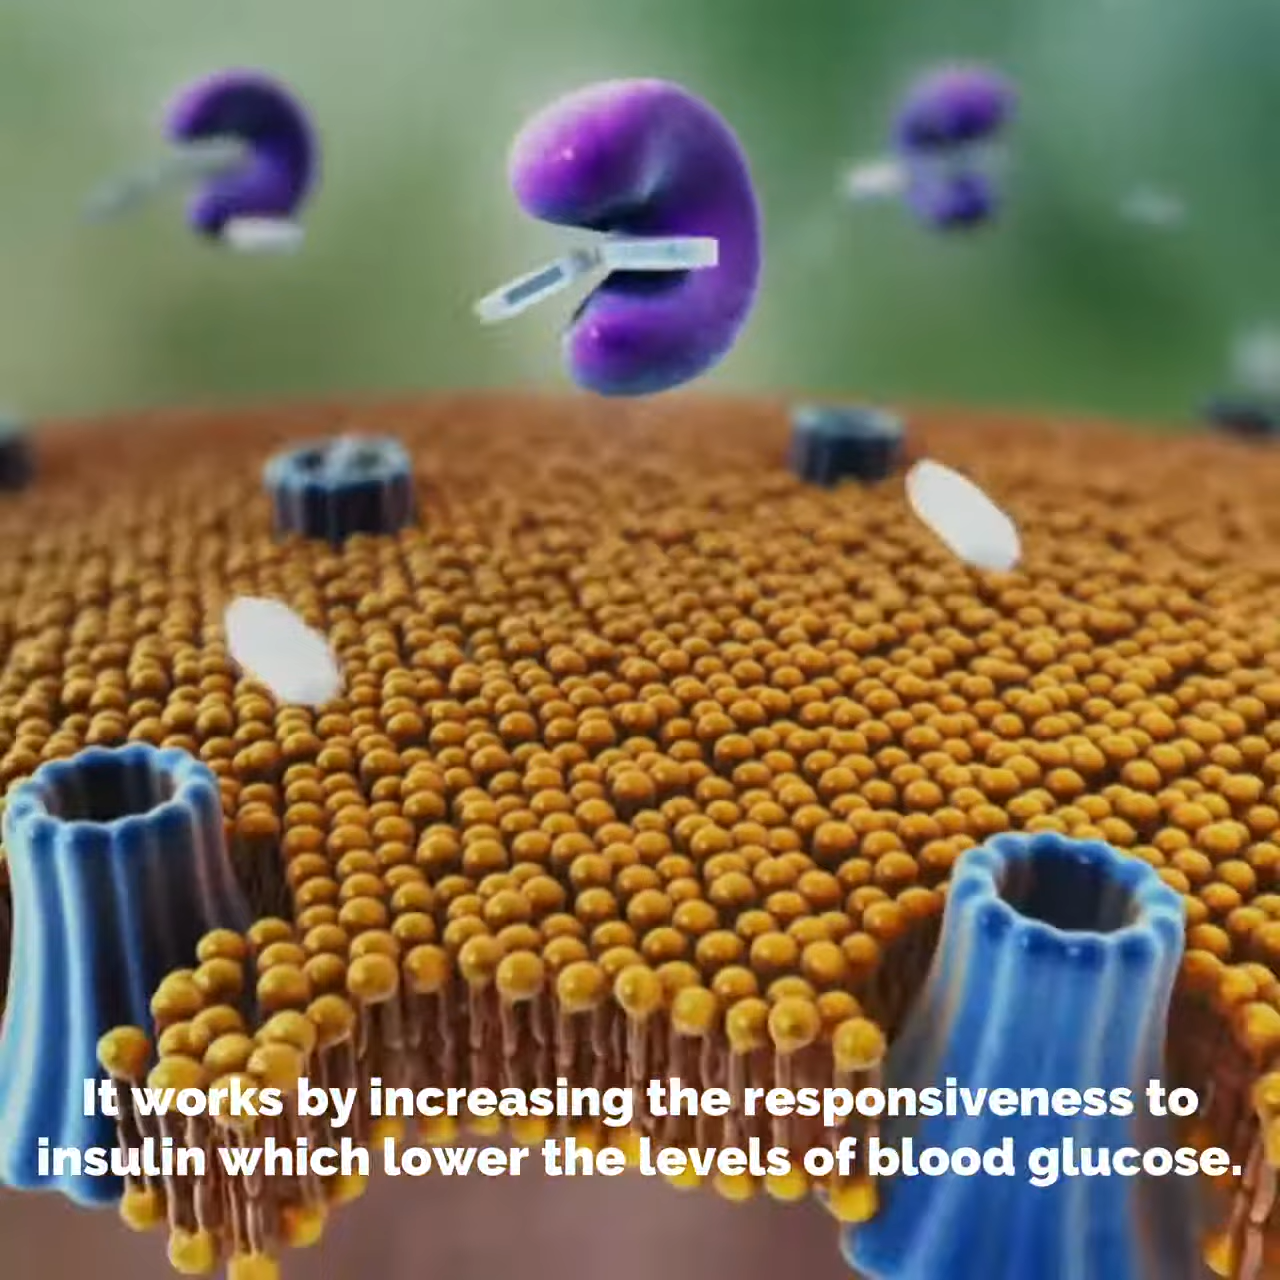 It works by increasing the responsiveness to
insulin which lower the levels of blood glucose.